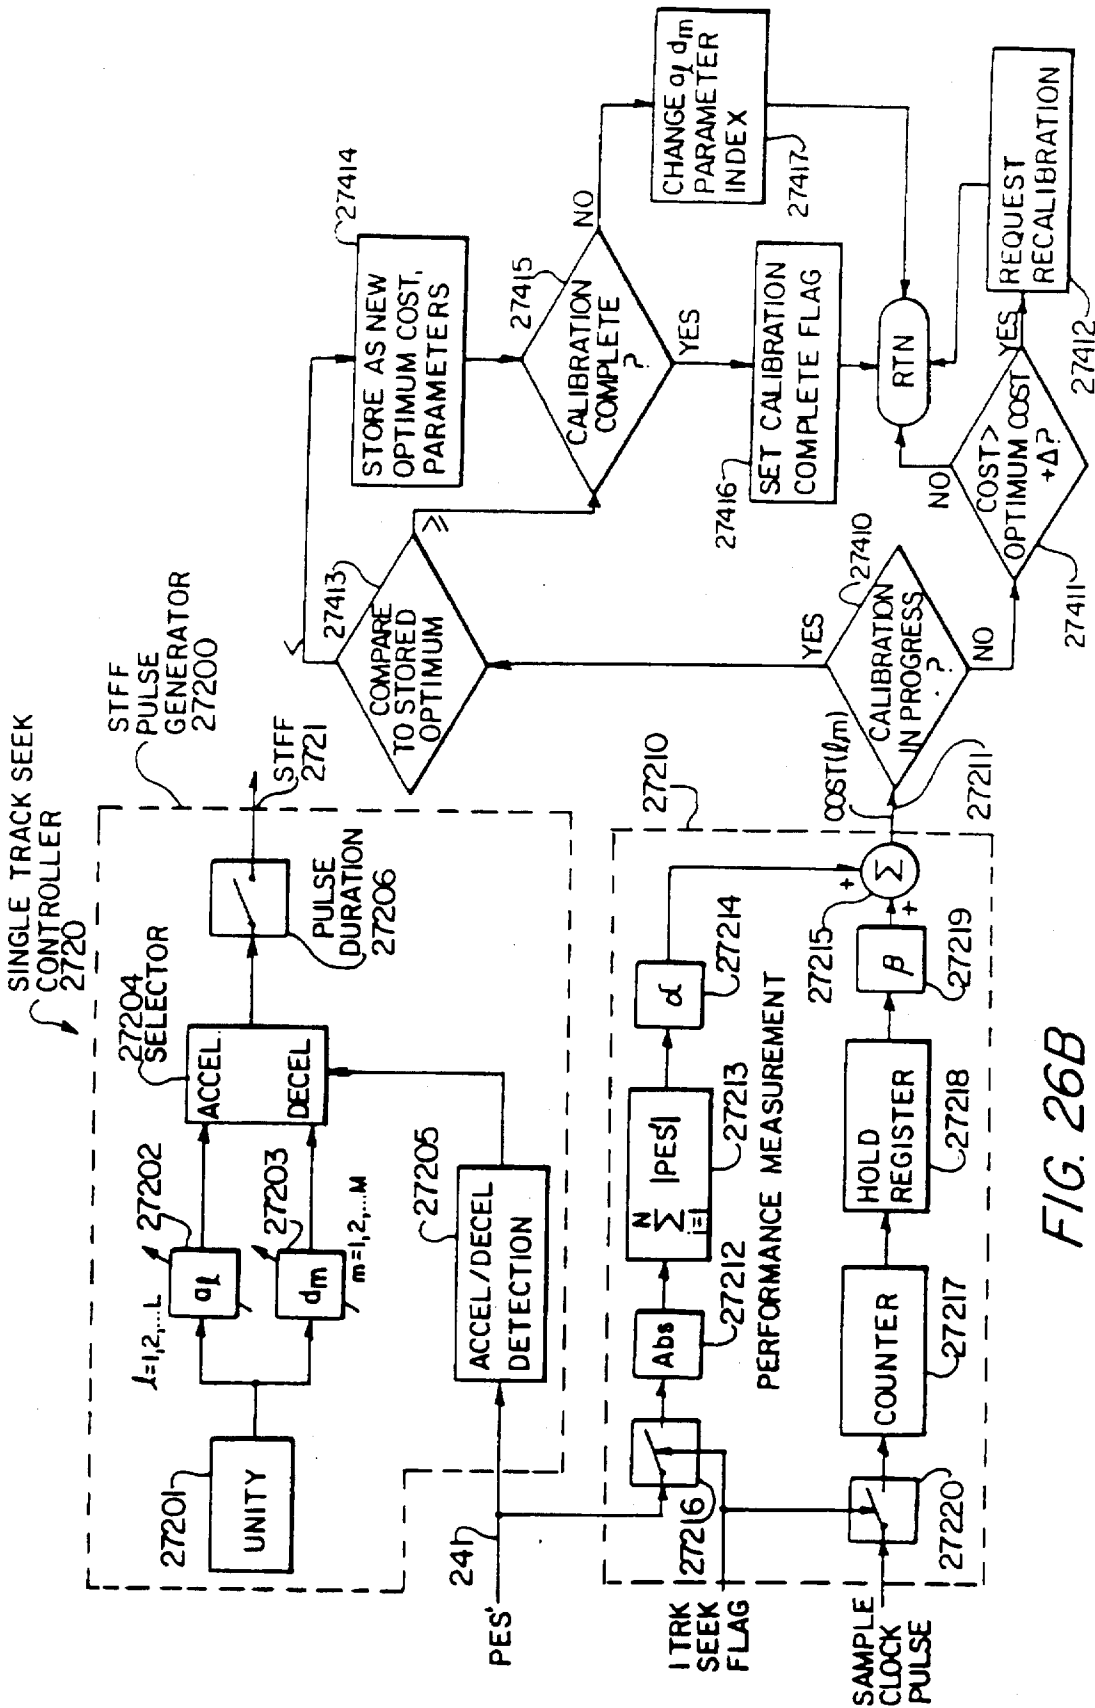 SINGLE TRACK SEEK
CONTROLLER
2720
STFF
PULSE
GENERATOR
27200
27201
UNITY
l=1,2,...L
aℓ
27202
dm
27203
m=1,2,...M
27204
SELECTOR
ACCEL.
DECEL
PULSE
DURATION
27206
STFF
2721
ACCEL/DECEL
DETECTION
27205
PES'
241
1 TRK
SEEK
FLAG
27216
Abs
27212
N
Σ |PES'|
i=1
27213
α
27214
PERFORMANCE MEASUREMENT
SAMPLE
CLOCK
PULSE
27220
COUNTER
27217
HOLD
REGISTER
27218
β
27219
27215
+
+
Σ
27210
COST(ℓ,m)
27211
CALIBRATION
IN PROGRESS
?
27410
YES
NO
COMPARE
TO STORED
OPTIMUM
27413
<
≥
STORE AS NEW
OPTIMUM COST,
PARAMETERS
27414
CALIBRATION
COMPLETE
?
27415
NO
YES
CHANGE aℓ dm
PARAMETER
INDEX
27417
SET CALIBRATION
COMPLETE FLAG
27416
RTN
COST>
OPTIMUM COST
+Δ?
27411
NO
YES
REQUEST
RECALIBRATION
27412
FIG. 26B